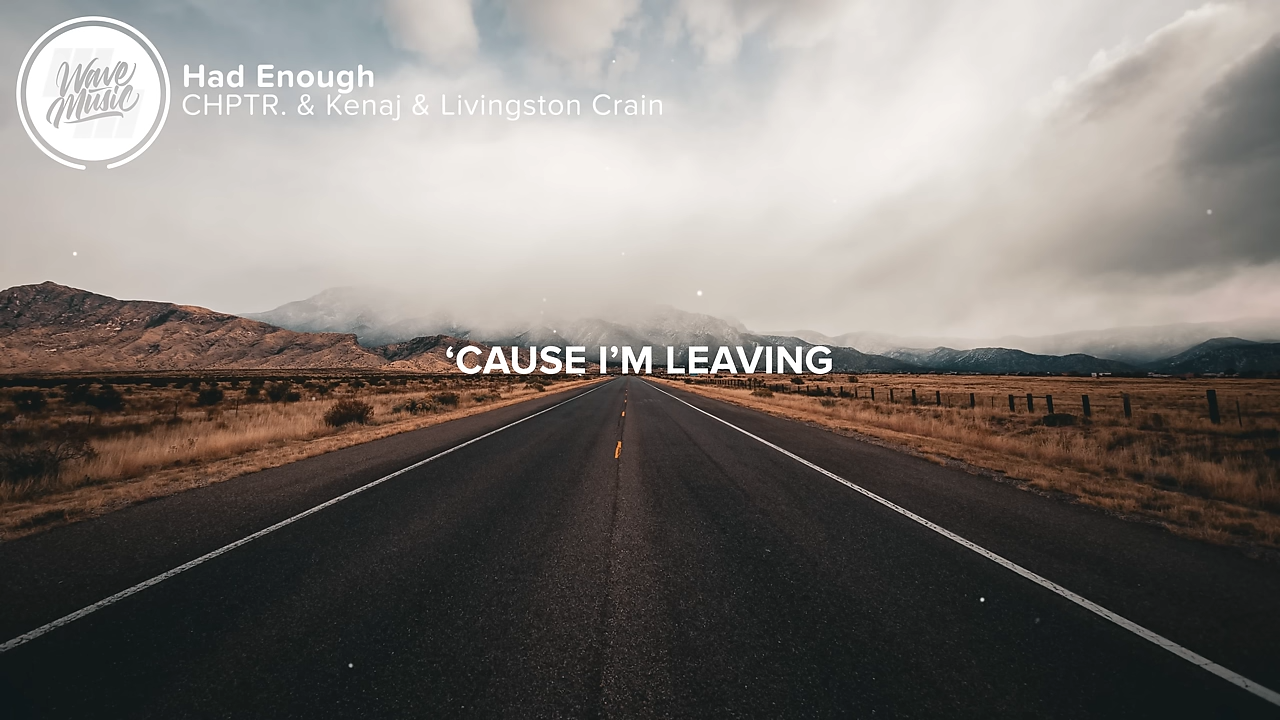 Wave
Music
Had Enough
CHPTR. & Kenaj & Livingston Crain
‘CAUSE I’M LEAVING